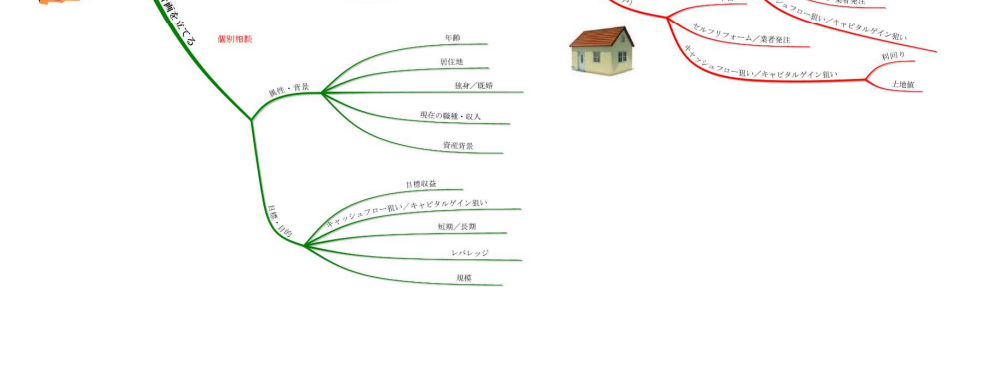 画を立てる
個別相談
属性・背景
年齢
居住地
独身／既婚
現在の職種・収入
資産背景
目標・目的
目標収益
キャッシュフロー狙い／キャピタルゲイン狙い
短期／長期
レバレッジ
規模
セルフリフォーム／業者発注
キャッシュフロー狙い／キャピタルゲイン狙い
利回り
土地値
業者発注
シュフロー狙い／キャピタルゲイン狙い